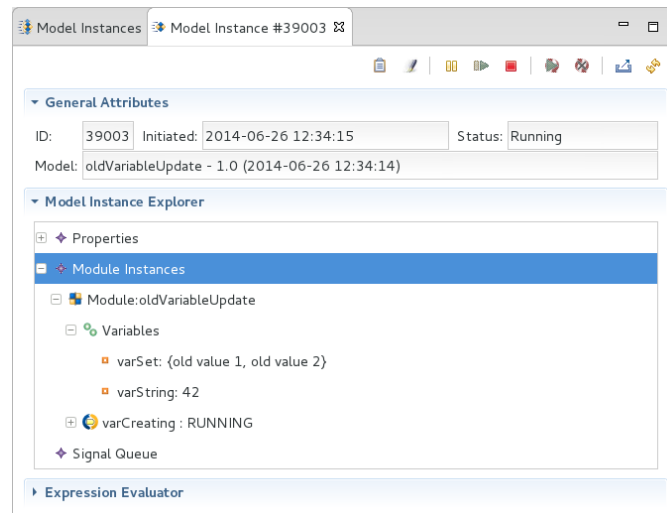 Model Instances Model Instance #39003
General Attributes
ID: 39003 Initiated: 2014-06-26 12:34:15 Status: Running
Model: oldVariableUpdate - 1.0 (2014-06-26 12:34:14)
Model Instance Explorer
Properties
Module Instances
Module:oldVariableUpdate
Variables
varSet: {old value 1, old value 2}
varString: 42
varCreating : RUNNING
Signal Queue
Expression Evaluator